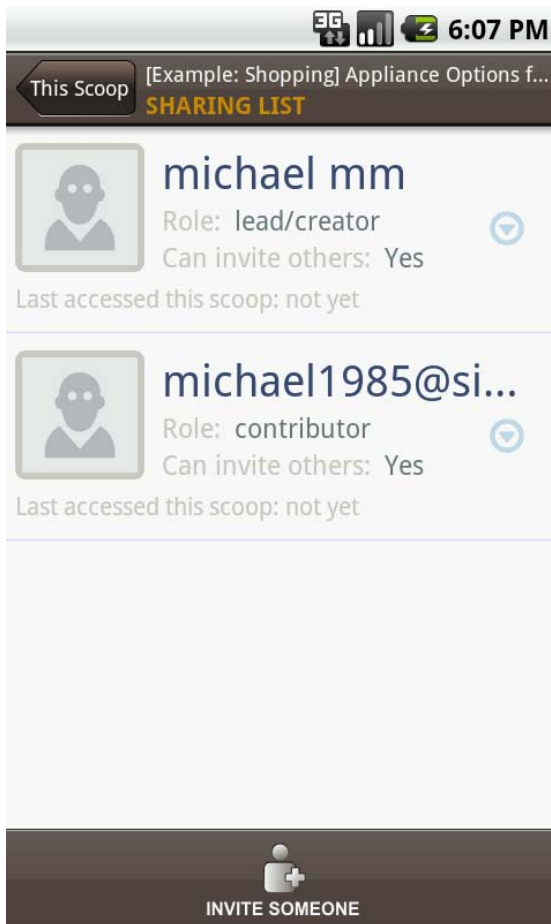 3G 6:07 PM
This Scoop
[Example: Shopping] Appliance Options f...
SHARING LIST
michael mm
Role: lead/creator
Can invite others: Yes
Last accessed this scoop: not yet
michael1985@si...
Role: contributor
Can invite others: Yes
Last accessed this scoop: not yet
INVITE SOMEONE